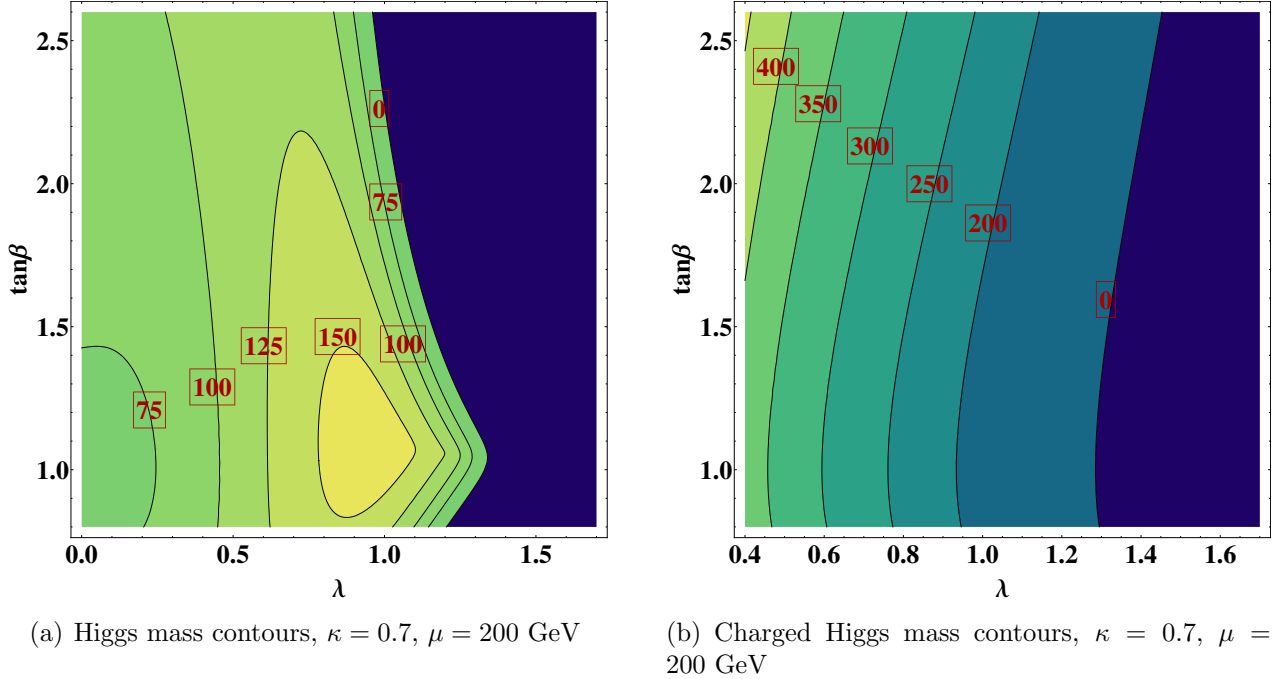 2.5
2.0
1.5
1.0
tanβ
0
75
125
150
100
100
75
0.0 0.5 1.0 1.5
λ
(a) Higgs mass contours, κ = 0.7, μ = 200 GeV
2.5
2.0
1.5
1.0
tanβ
400
350
300
250
200
0
0.4 0.6 0.8 1.0 1.2 1.4 1.6
λ
(b) Charged Higgs mass contours, κ = 0.7, μ =
200 GeV